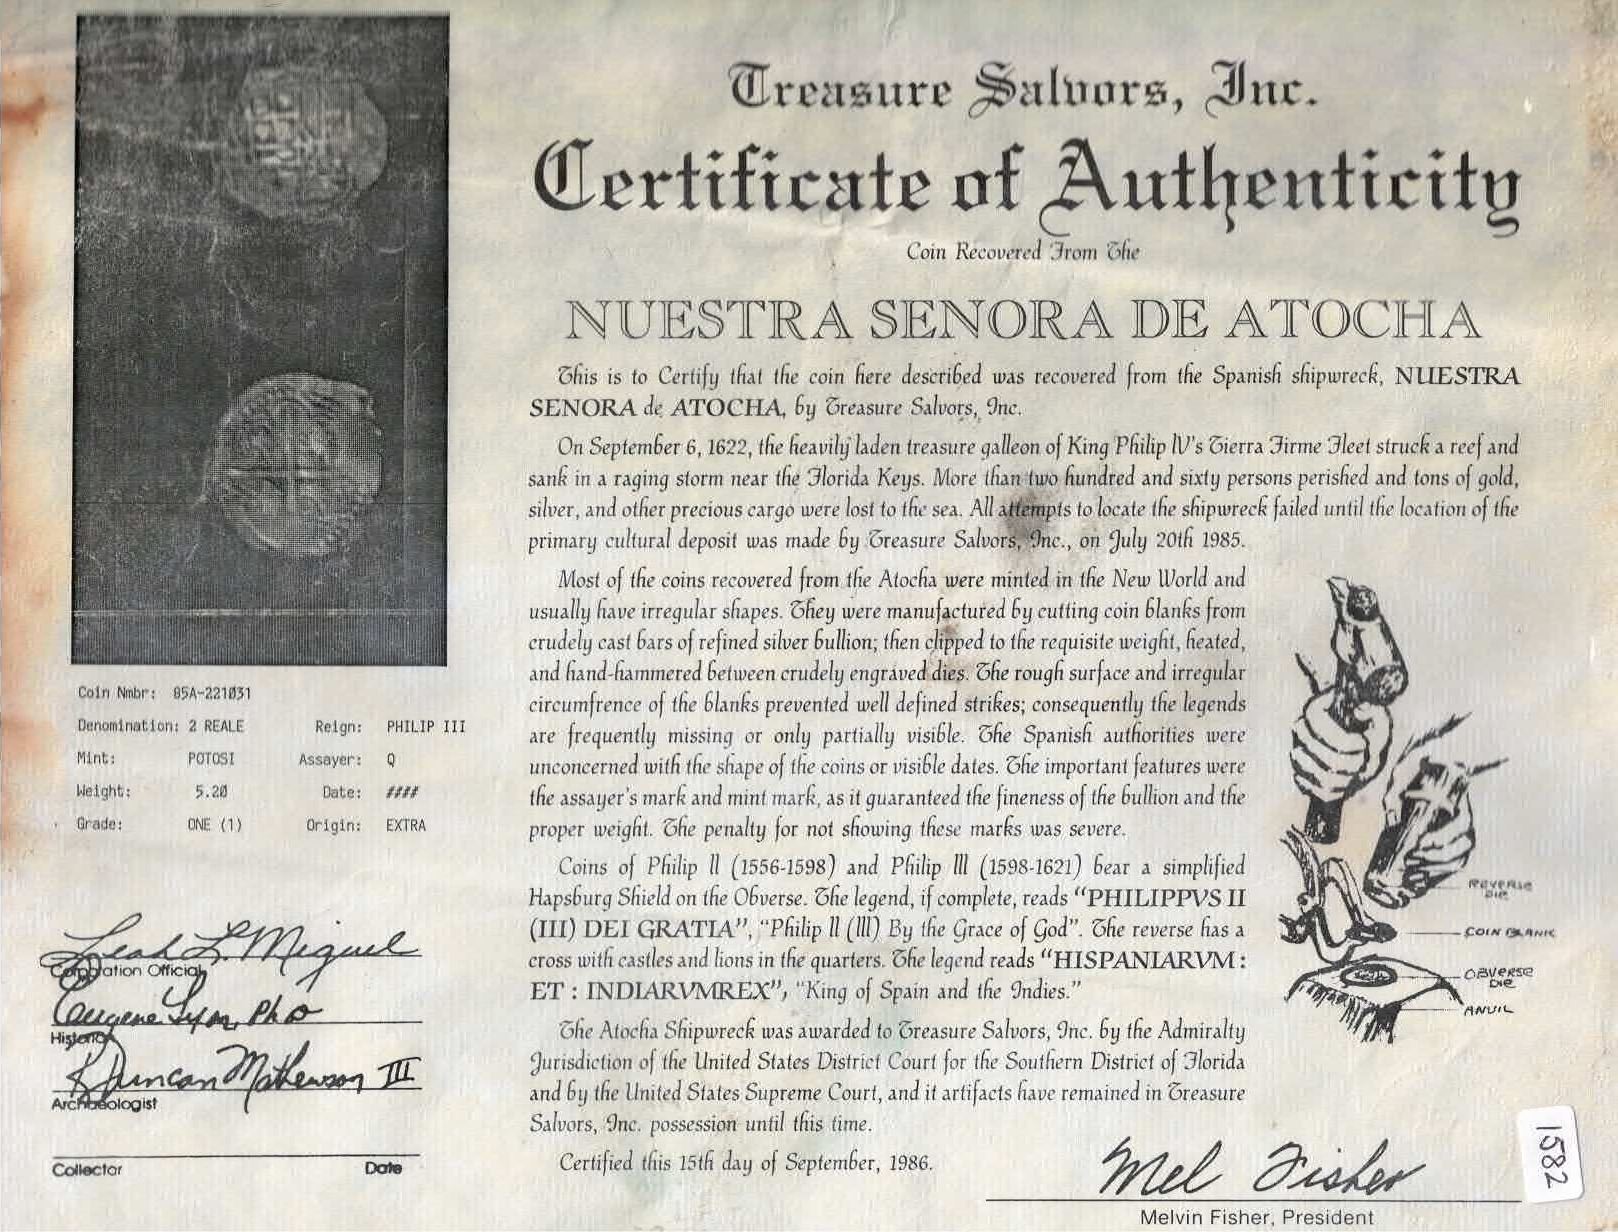 Treasure Salvors, Inc.
Certificate of Authenticity
Coin Recovered From The
NUESTRA SENORA DE ATOCHA
This is to Certify that the coin here described was recovered from the Spanish shipwreck, NUESTRA
SENORA de ATOCHA, by Treasure Salvors, Inc.
On September 6, 1622, the heavily laden treasure galleon of King Philip IV's Tierra Firme Fleet struck a reef and
sank in a raging storm near the Florida Keys. More than two hundred and sixty persons perished and tons of gold,
silver, and other precious cargo were lost to the sea. All attempts to locate the shipwreck failed until the location of the
primary cultural deposit was made by Treasure Salvors, Inc., on July 20th 1985.
Most of the coins recovered from the Atocha were minted in the New World and
usually have irregular shapes. They were manufactured by cutting coin blanks from
crudely cast bars of refined silver bullion; then clipped to the requisite weight, heated,
and hand-hammered between crudely engraved dies. The rough surface and irregular
circumfrence of the blanks prevented well defined strikes; consequently the legends
are frequently missing or only partially visible. The Spanish authorities were
unconcerned with the shape of the coins or visible dates. The important features were
the assayer's mark and mint mark, as it guaranteed the fineness of the bullion and the
proper weight. The penalty for not showing these marks was severe.
Coins of Philip II (1556-1598) and Philip III (1598-1621) bear a simplified
Hapsburg Shield on the Obverse. The legend, if complete, reads "PHILIPPVS II
(III) DEI GRATIA", "Philip II (III) By the Grace of God". The reverse has a
cross with castles and lions in the quarters. The legend reads "HISPANIARVM :
ET : INDIARVMREX", "King of Spain and the Indies."
The Atocha Shipwreck was awarded to Treasure Salvors, Inc. by the Admiralty
Jurisdiction of the United States District Court for the Southern District of Florida
and by the United States Supreme Court, and it artifacts have remained in Treasure
Salvors, Inc. possession until this time.
Certified this 15th day of September, 1986.
REVERSE
DIE
COIN BLANK
OBVERSE
DIE
ANVIL
Coin Nmbr: 85A-221031
Denomination: 2 REALE Reign: PHILIP III
Mint: POTOSI Assayer: Q
Weight: 5.20 Date: ####
Grade: ONE (1) Origin: EXTRA
Leah L. Miguel
Corporation Official
Eugene Lyon, PhD
Historian
R Duncan Mathewson III
Archaeologist
Collector Date
Mel Fisher
Melvin Fisher, President
1582